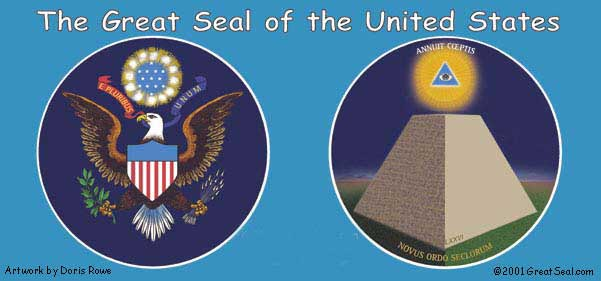 The Great Seal of the United States
E PLURIBUS
UNUM
ANNUIT CŒPTIS
LXXVI
NOVUS ORDO SECLORUM
Artwork by Doris Rowe
©2001 GreatSeal.com